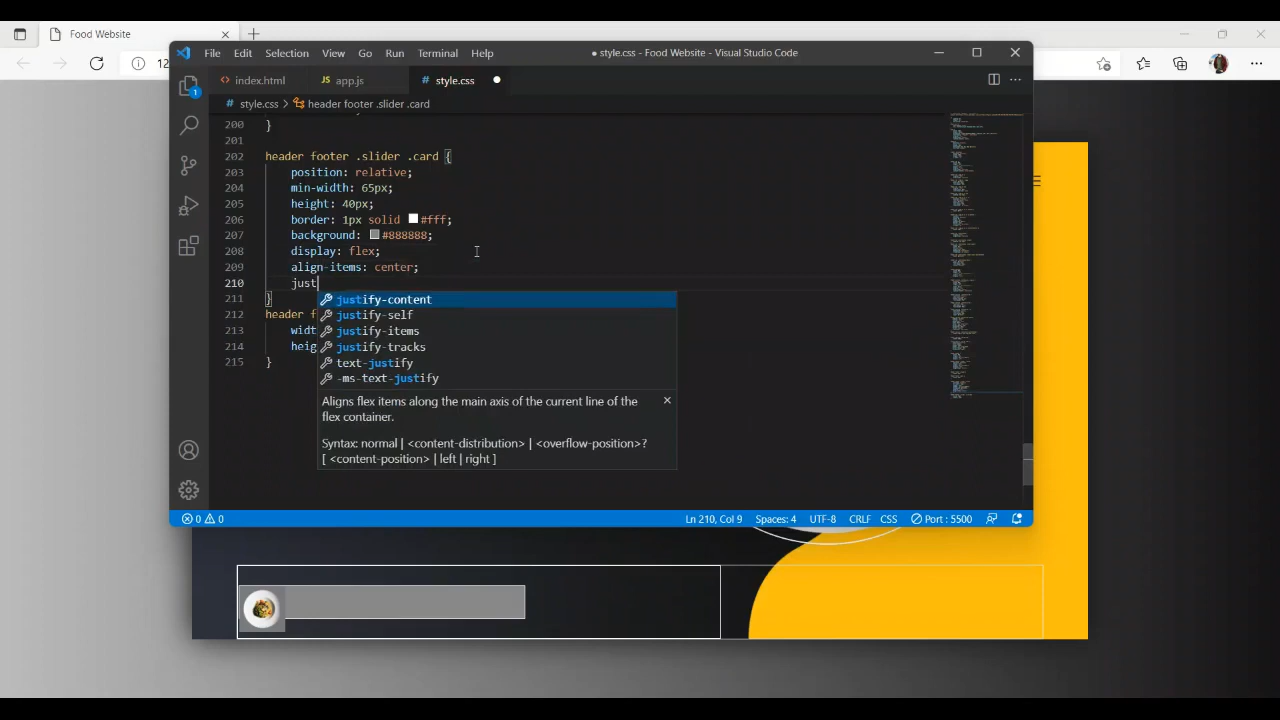 Food Website
12
File Edit Selection View Go Run Terminal Help
● style.css - Food Website - Visual Studio Code
index.html
JS app.js
# style.css
# style.css > header footer .slider .card
200 }
201
202 header footer .slider .card {
203 position: relative;
204 min-width: 65px;
205 height: 40px;
206 border: 1px solid #fff;
207 background: #888888;
208 display: flex;
209 align-items: center;
210 just
211 }
justify-content
212 header f
justify-self
213 widt
justify-items
214 heig
justify-tracks
215 }
text-justify
-ms-text-justify
Aligns flex items along the main axis of the current line of the
flex container.
Syntax: normal | <content-distribution> | <overflow-position>?
[ <content-position> | left | right ]
1
0 0
Ln 210, Col 9 Spaces: 4 UTF-8 CRLF CSS Port : 5500